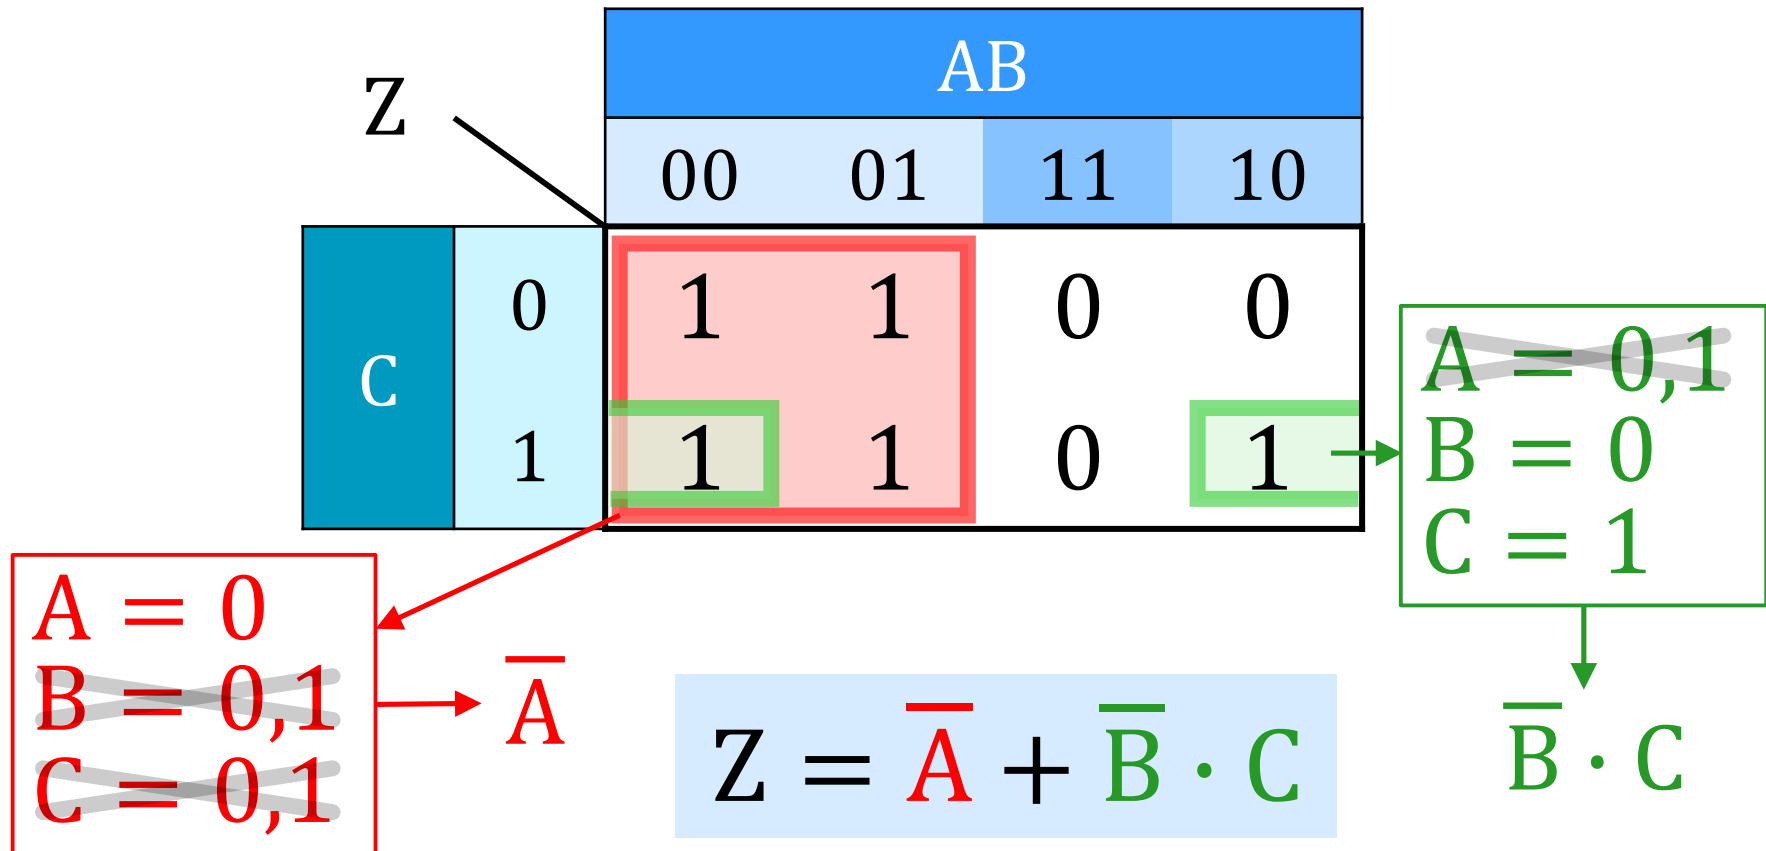 AB
Z
00 01 11 10
C
0 1 1 0 0
1 1 1 0 1
A = 0,1
B = 0
C = 1
A = 0
B = 0,1
C = 0,1
A̅
Z = A̅ + B̅ · C
B̅ · C